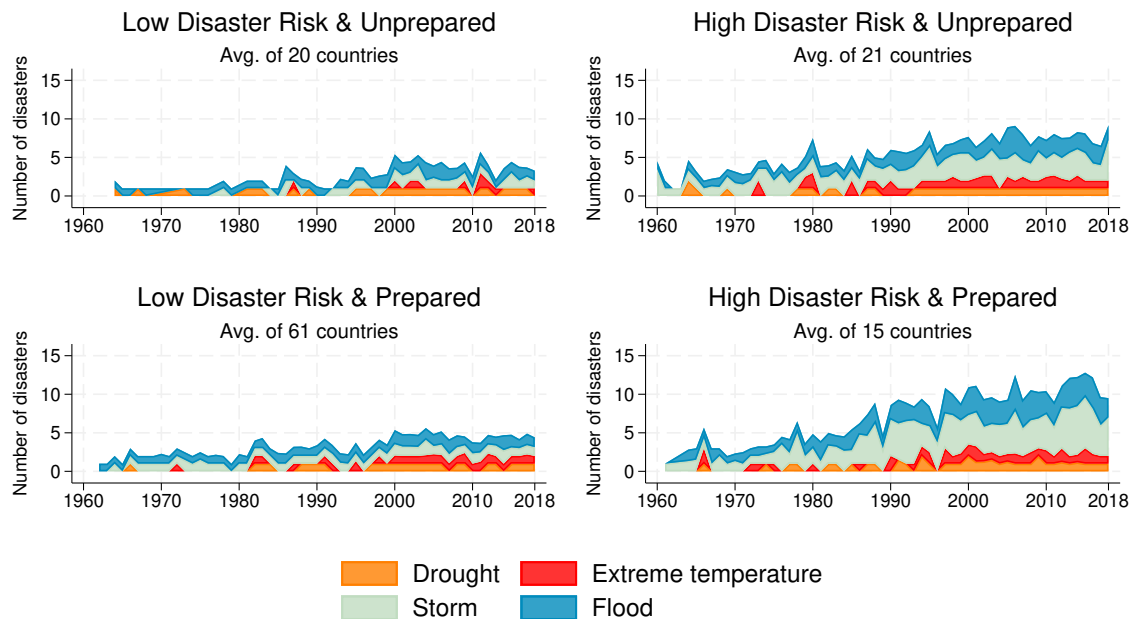 Low Disaster Risk & Unprepared
Avg. of 20 countries
Number of disasters
15
10
5
0
1960 1970 1980 1990 2000 2010 2018
High Disaster Risk & Unprepared
Avg. of 21 countries
Number of disasters
15
10
5
0
1960 1970 1980 1990 2000 2010 2018
Low Disaster Risk & Prepared
Avg. of 61 countries
Number of disasters
15
10
5
0
1960 1970 1980 1990 2000 2010 2018
High Disaster Risk & Prepared
Avg. of 15 countries
Number of disasters
15
10
5
0
1960 1970 1980 1990 2000 2010 2018
Drought Extreme temperature
Storm Flood